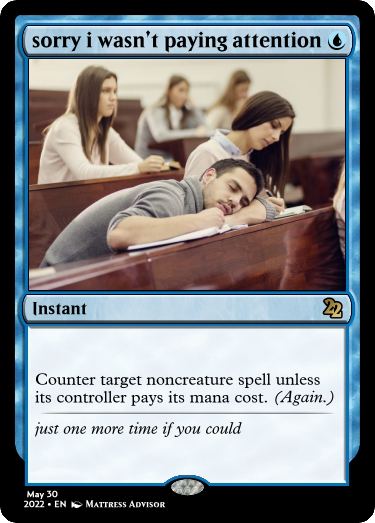 sorry i wasn't paying attention
Instant
22
Counter target noncreature spell unless
its controller pays its mana cost. (Again.)
just one more time if you could
May 30
2022 • EN Mattress Advisor